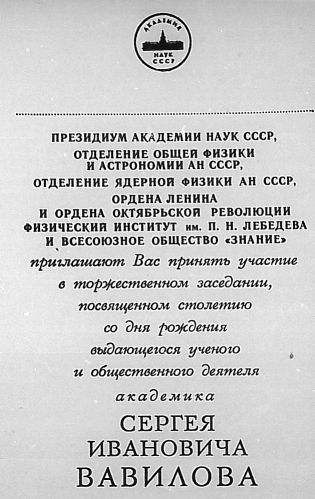 АКАДЕМИЯ
НАУК
СССР
ПРЕЗИДИУМ АКАДЕМИИ НАУК СССР,
ОТДЕЛЕНИЕ ОБЩЕЙ ФИЗИКИ
И АСТРОНОМИИ АН СССР,
ОТДЕЛЕНИЕ ЯДЕРНОЙ ФИЗИКИ АН СССР,
ОРДЕНА ЛЕНИНА
И ОРДЕНА ОКТЯБРЬСКОЙ РЕВОЛЮЦИИ
ФИЗИЧЕСКИЙ ИНСТИТУТ им. П. Н. ЛЕБЕДЕВА
И ВСЕСОЮЗНОЕ ОБЩЕСТВО «ЗНАНИЕ»
приглашают Вас принять участие
в торжественном заседании,
посвященном столетию
со дня рождения
выдающегося ученого
и общественного деятеля
академика
СЕРГЕЯ
ИВАНОВИЧА
ВАВИЛОВА